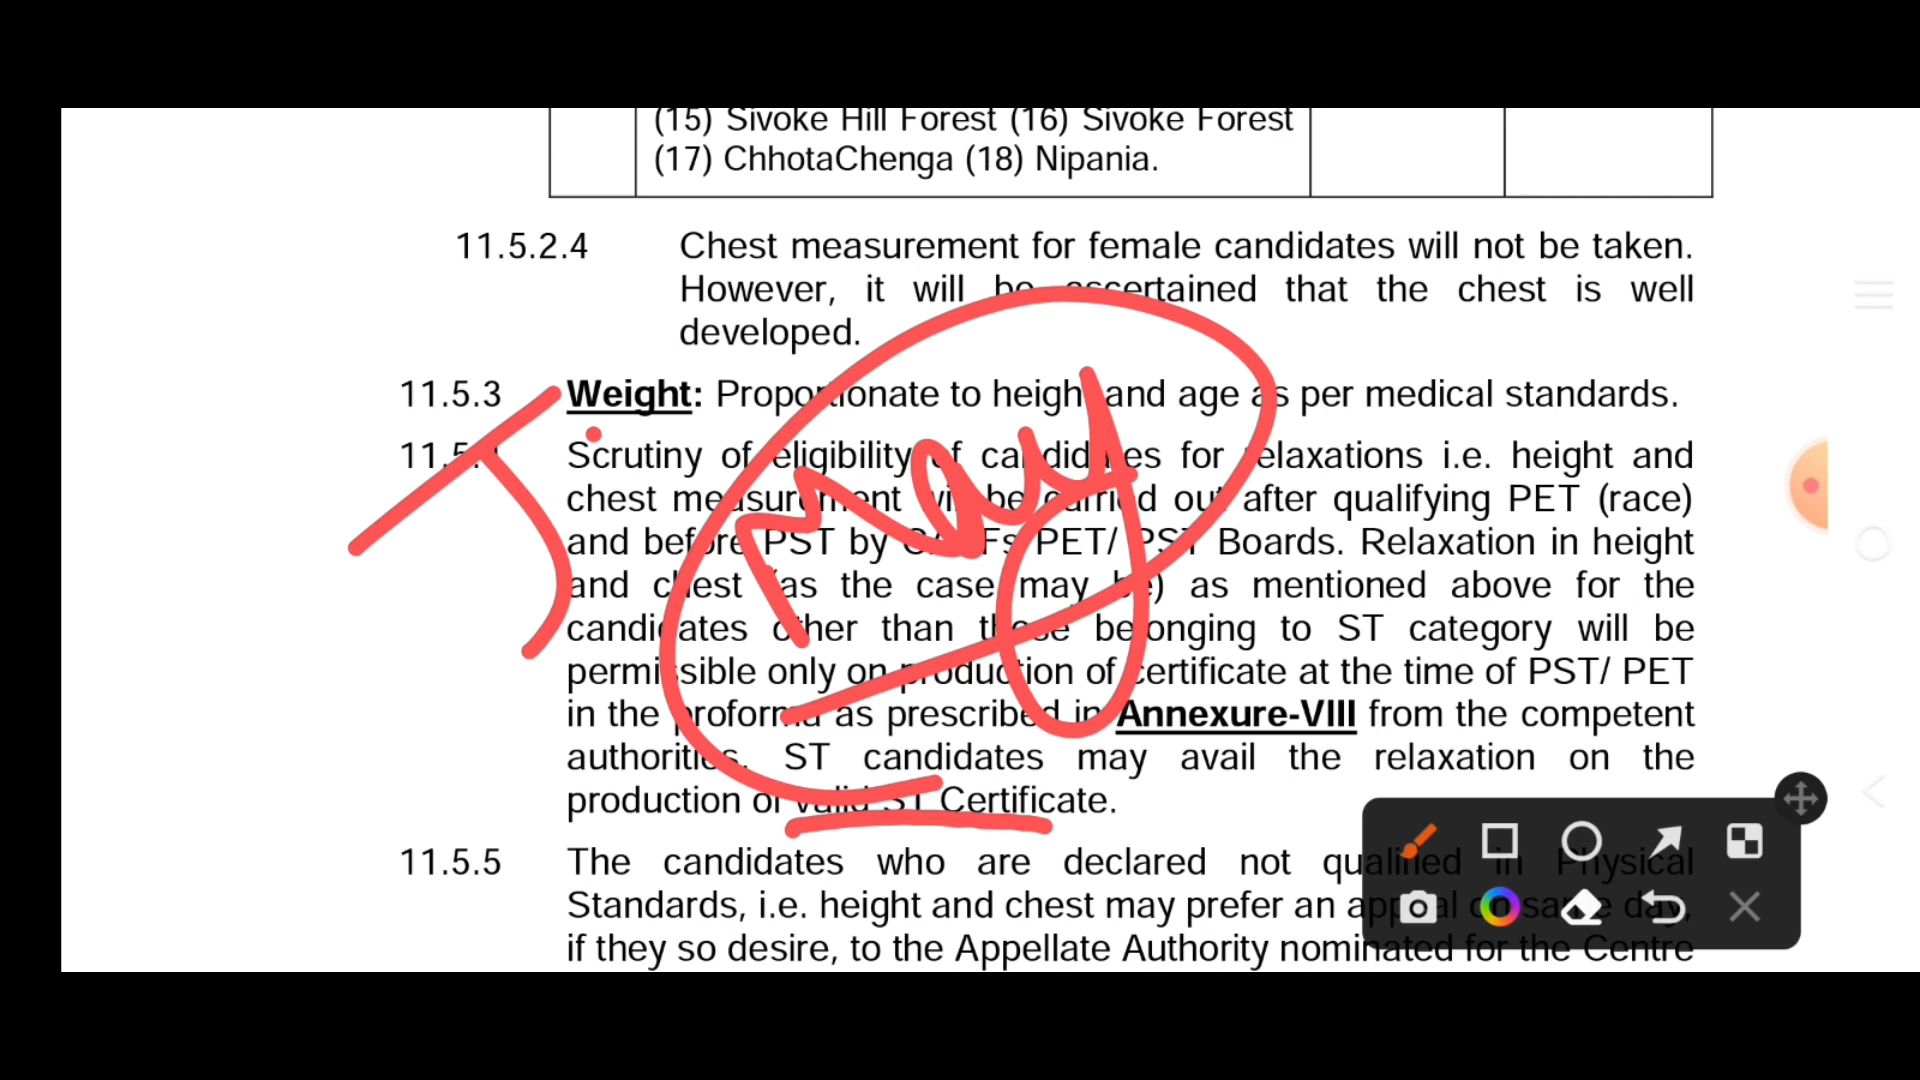 (15) Sivoke Hill Forest (16) Sivoke Forest
(17) ChhotaChenga (18) Nipania.
11.5.2.4 Chest measurement for female candidates will not be taken.
However, it will be ascertained that the chest is well
developed.
11.5.3 Weight: Proportionate to height and age as per medical standards.
11.5.4 Scrutiny of eligibility of candidates for relaxations i.e. height and
chest measurement will be carried out after qualifying PET (race)
and before PST by CAPFs PET/ PST Boards. Relaxation in height
and chest (as the case may be) as mentioned above for the
candidates other than those belonging to ST category will be
permissible only on production of certificate at the time of PST/ PET
in the proforma as prescribed in Annexure-VIII from the competent
authorities. ST candidates may avail the relaxation on the
production of valid ST Certificate.
may
11.5.5 The candidates who are declared not qualified in Physical
Standards, i.e. height and chest may prefer an appeal on same day,
if they so desire, to the Appellate Authority nominated for the Centre